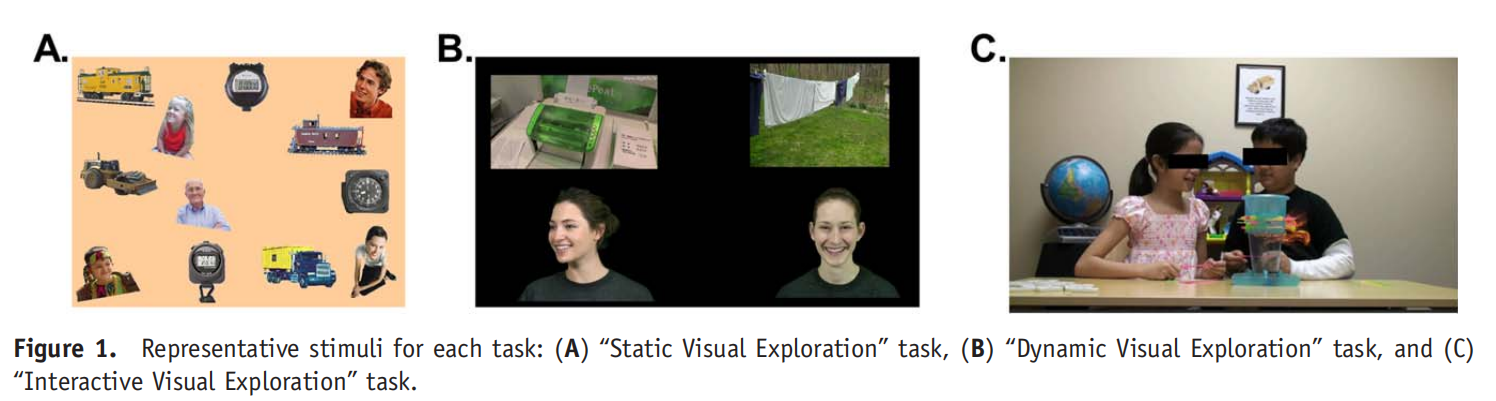 A.
B.
C.
Figure 1. Representative stimuli for each task: (A) “Static Visual Exploration” task, (B) “Dynamic Visual Exploration” task, and (C)
“Interactive Visual Exploration” task.